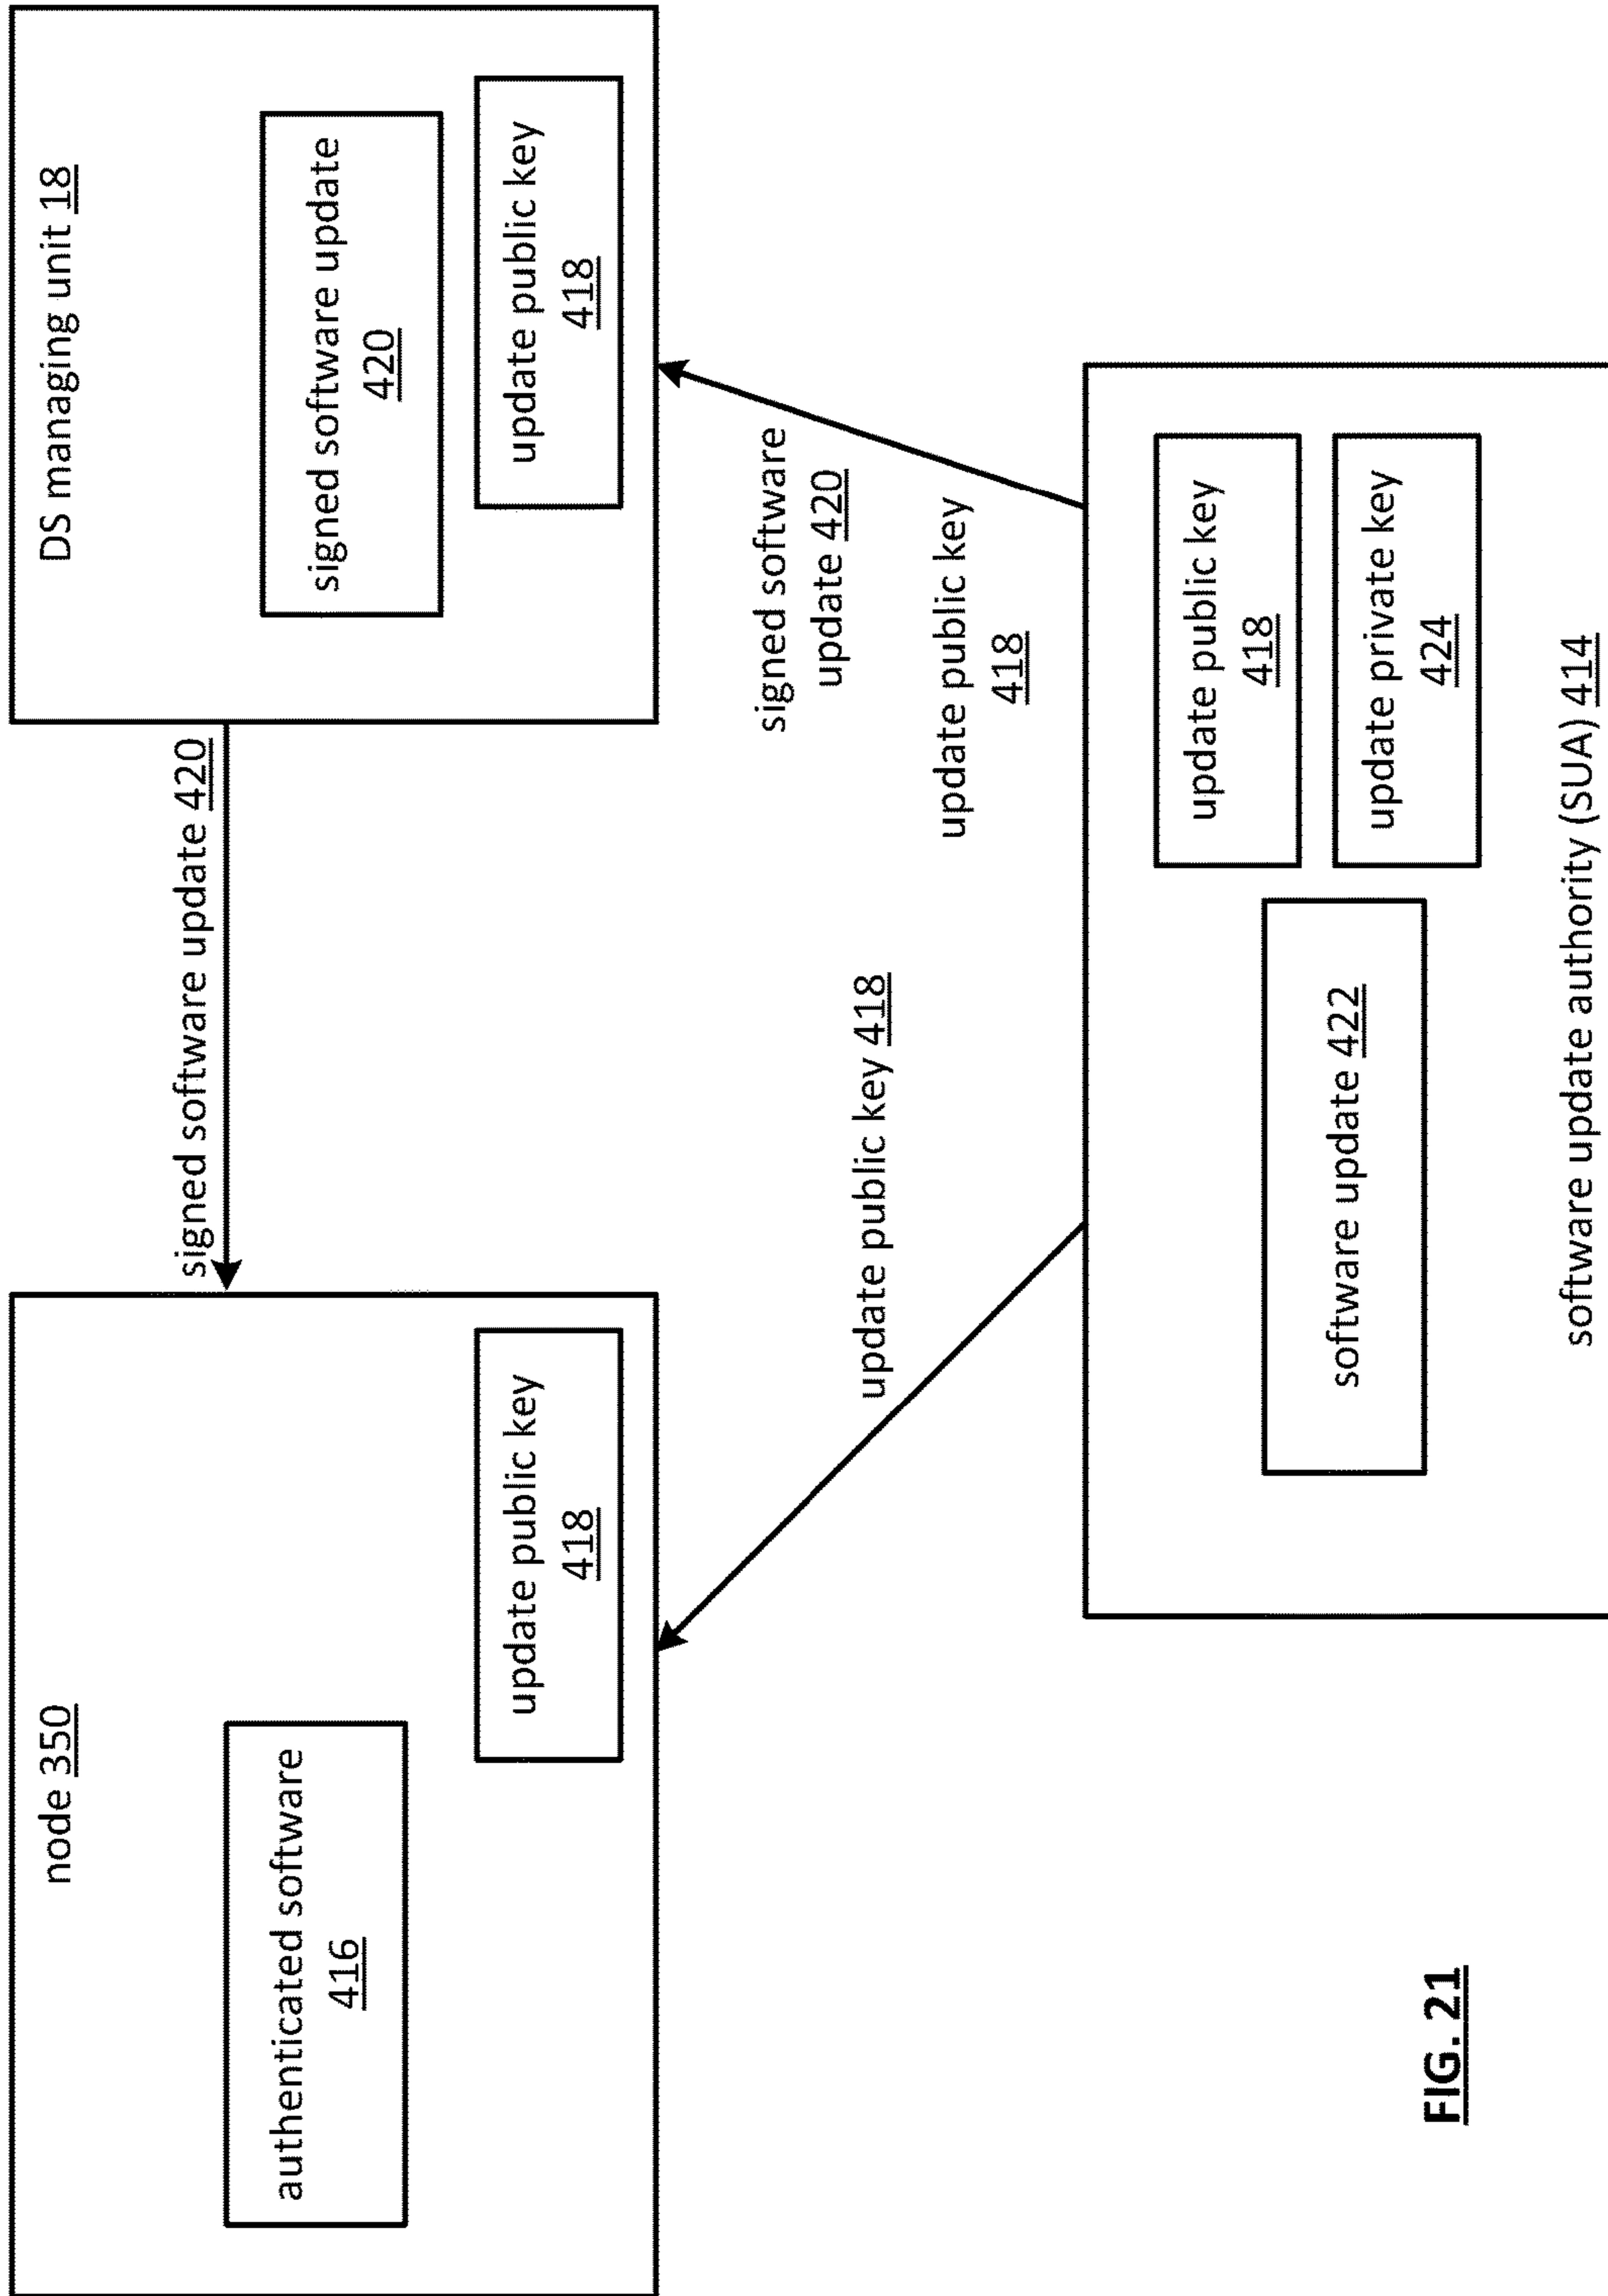 node 350
authenticated software
416
update public key
418
signed software update 420
DS managing unit 18
signed software update
420
update public key
418
update public key 418
signed software
update 420
update public key
418
software update 422
update public key
418
update private key
424
software update authority (SUA) 414
FIG. 21